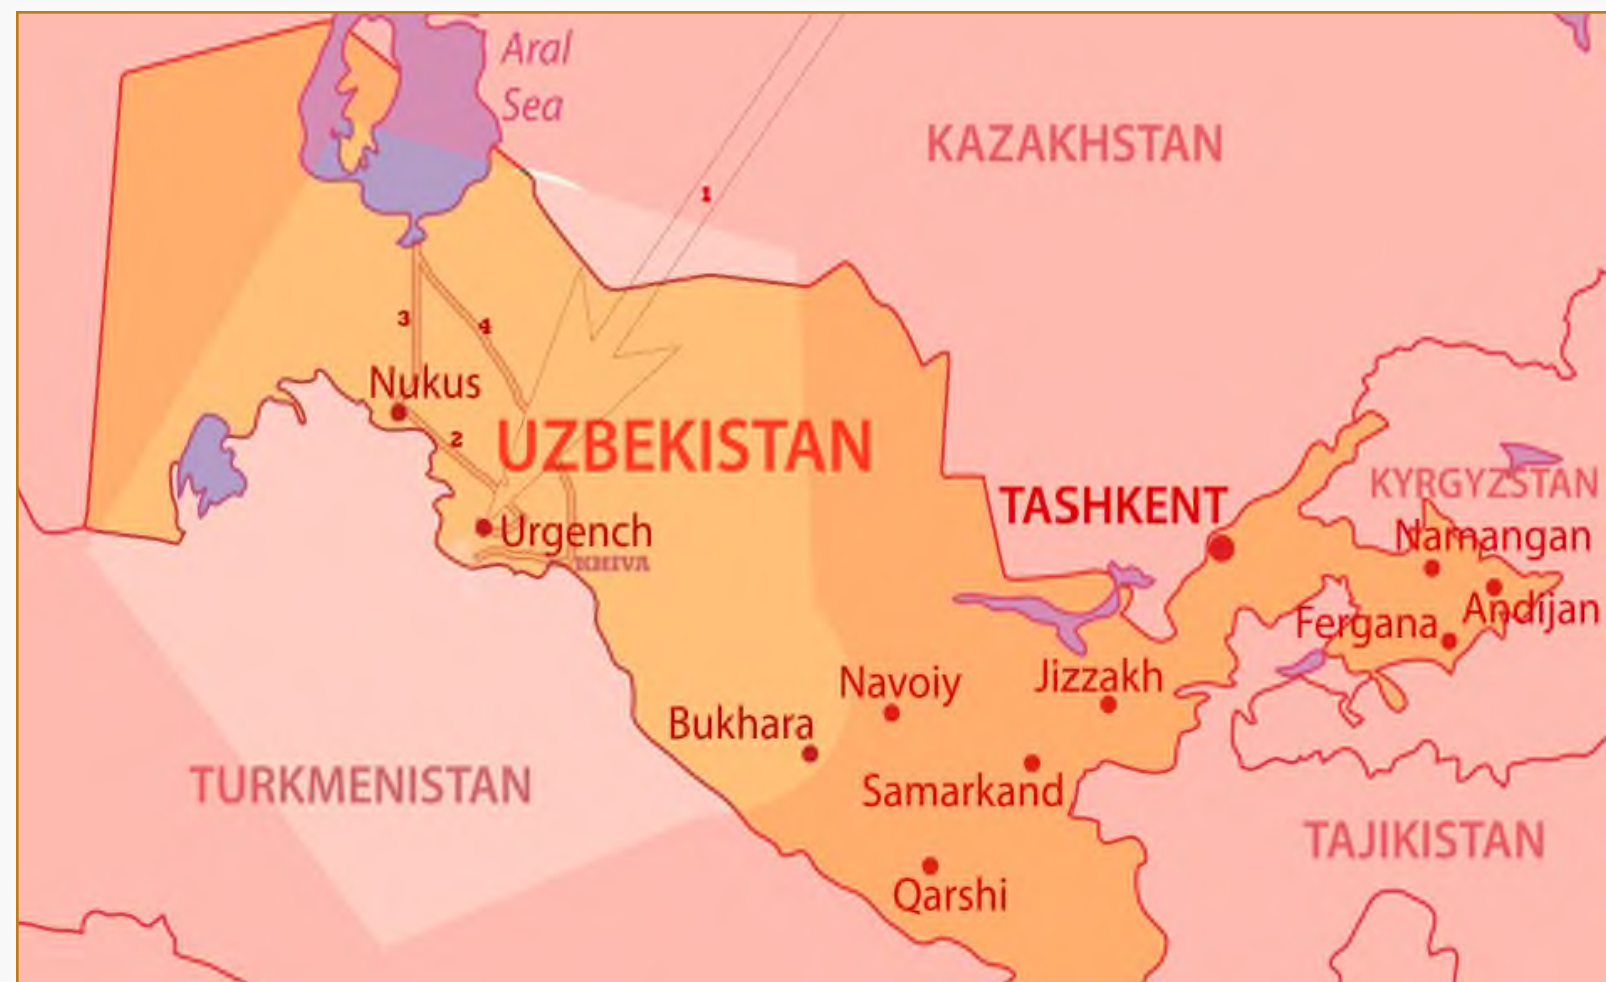 Aral
Sea
KAZAKHSTAN
1
3
4
Nukus
2
UZBEKISTAN
TASHKENT
KYRGYZSTAN
Namangan
Urgench
KHIVA
Andijan
Fergana
Navoiy
Jizzakh
Bukhara
TURKMENISTAN
Samarkand
TAJIKISTAN
Qarshi